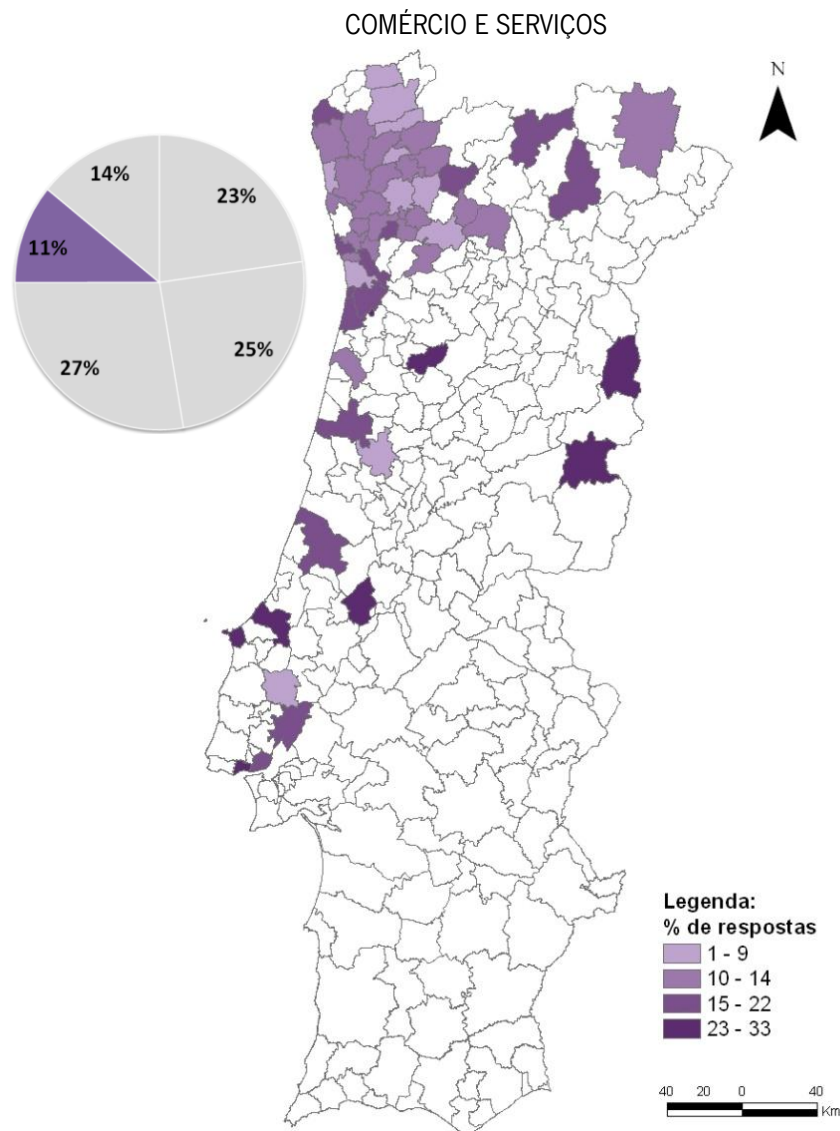 COMÉRCIO E SERVIÇOS
N
14%
23%
11%
27%
25%
Legenda:
% de respostas
1 - 9
10 - 14
15 - 22
23 - 33
40 20 0 40
Km